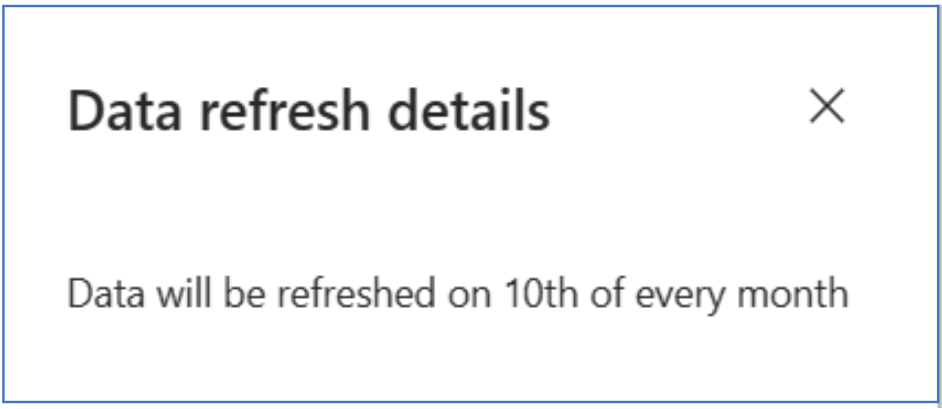 Data refresh details
Data will be refreshed on 10th of every month